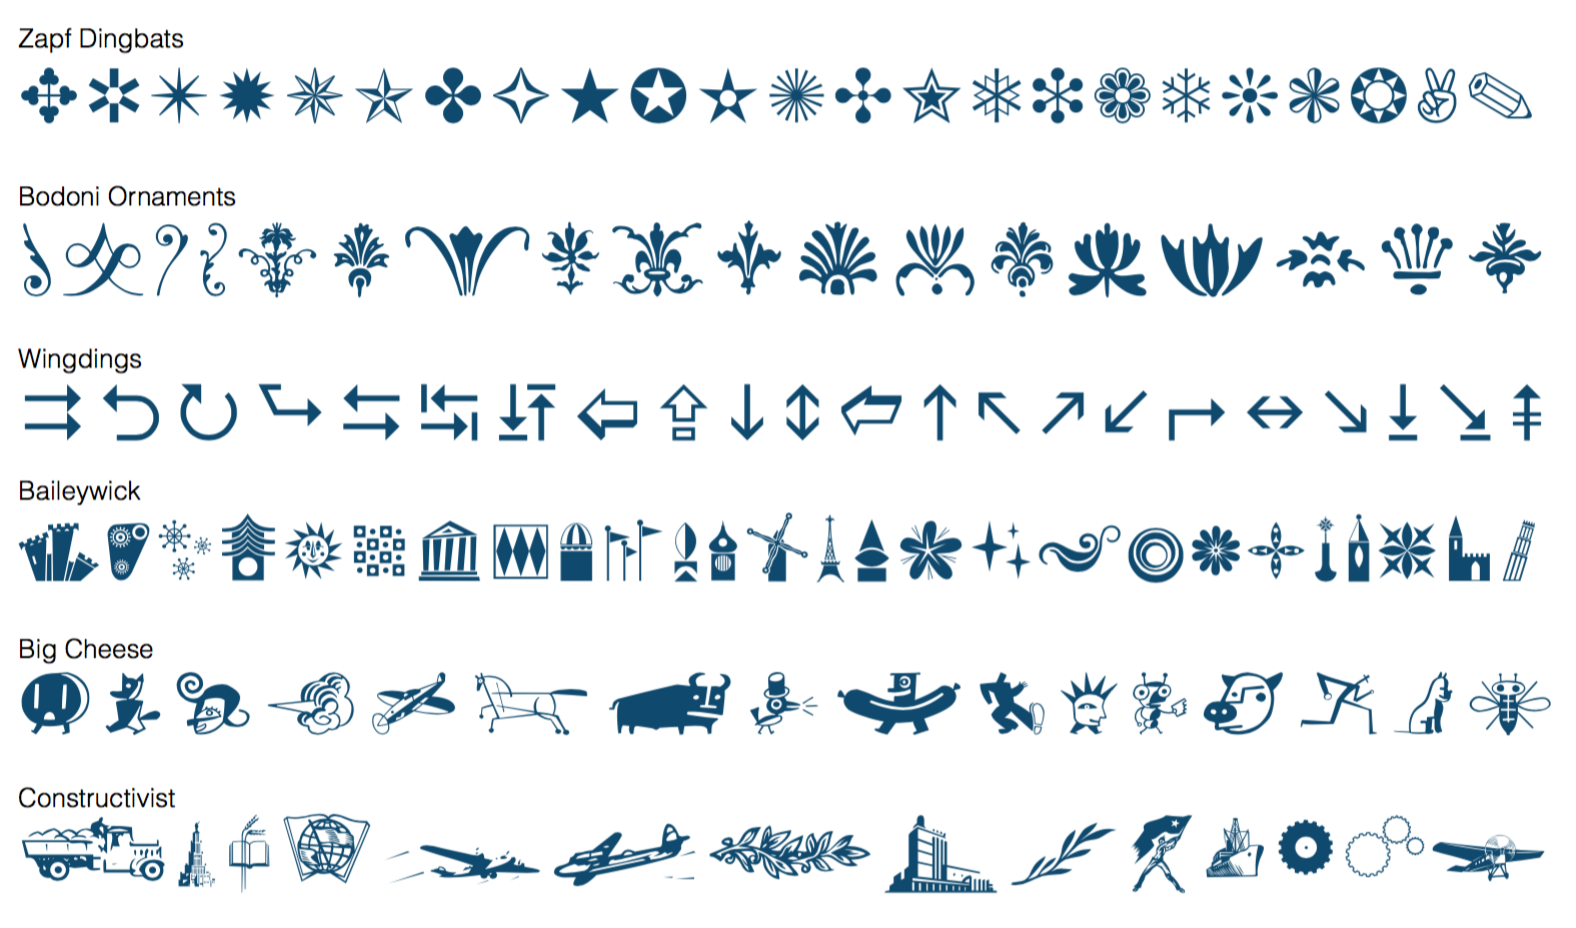 Zapf Dingbats
Bodoni Ornaments
Wingdings
Baileywick
Big Cheese
Constructivist